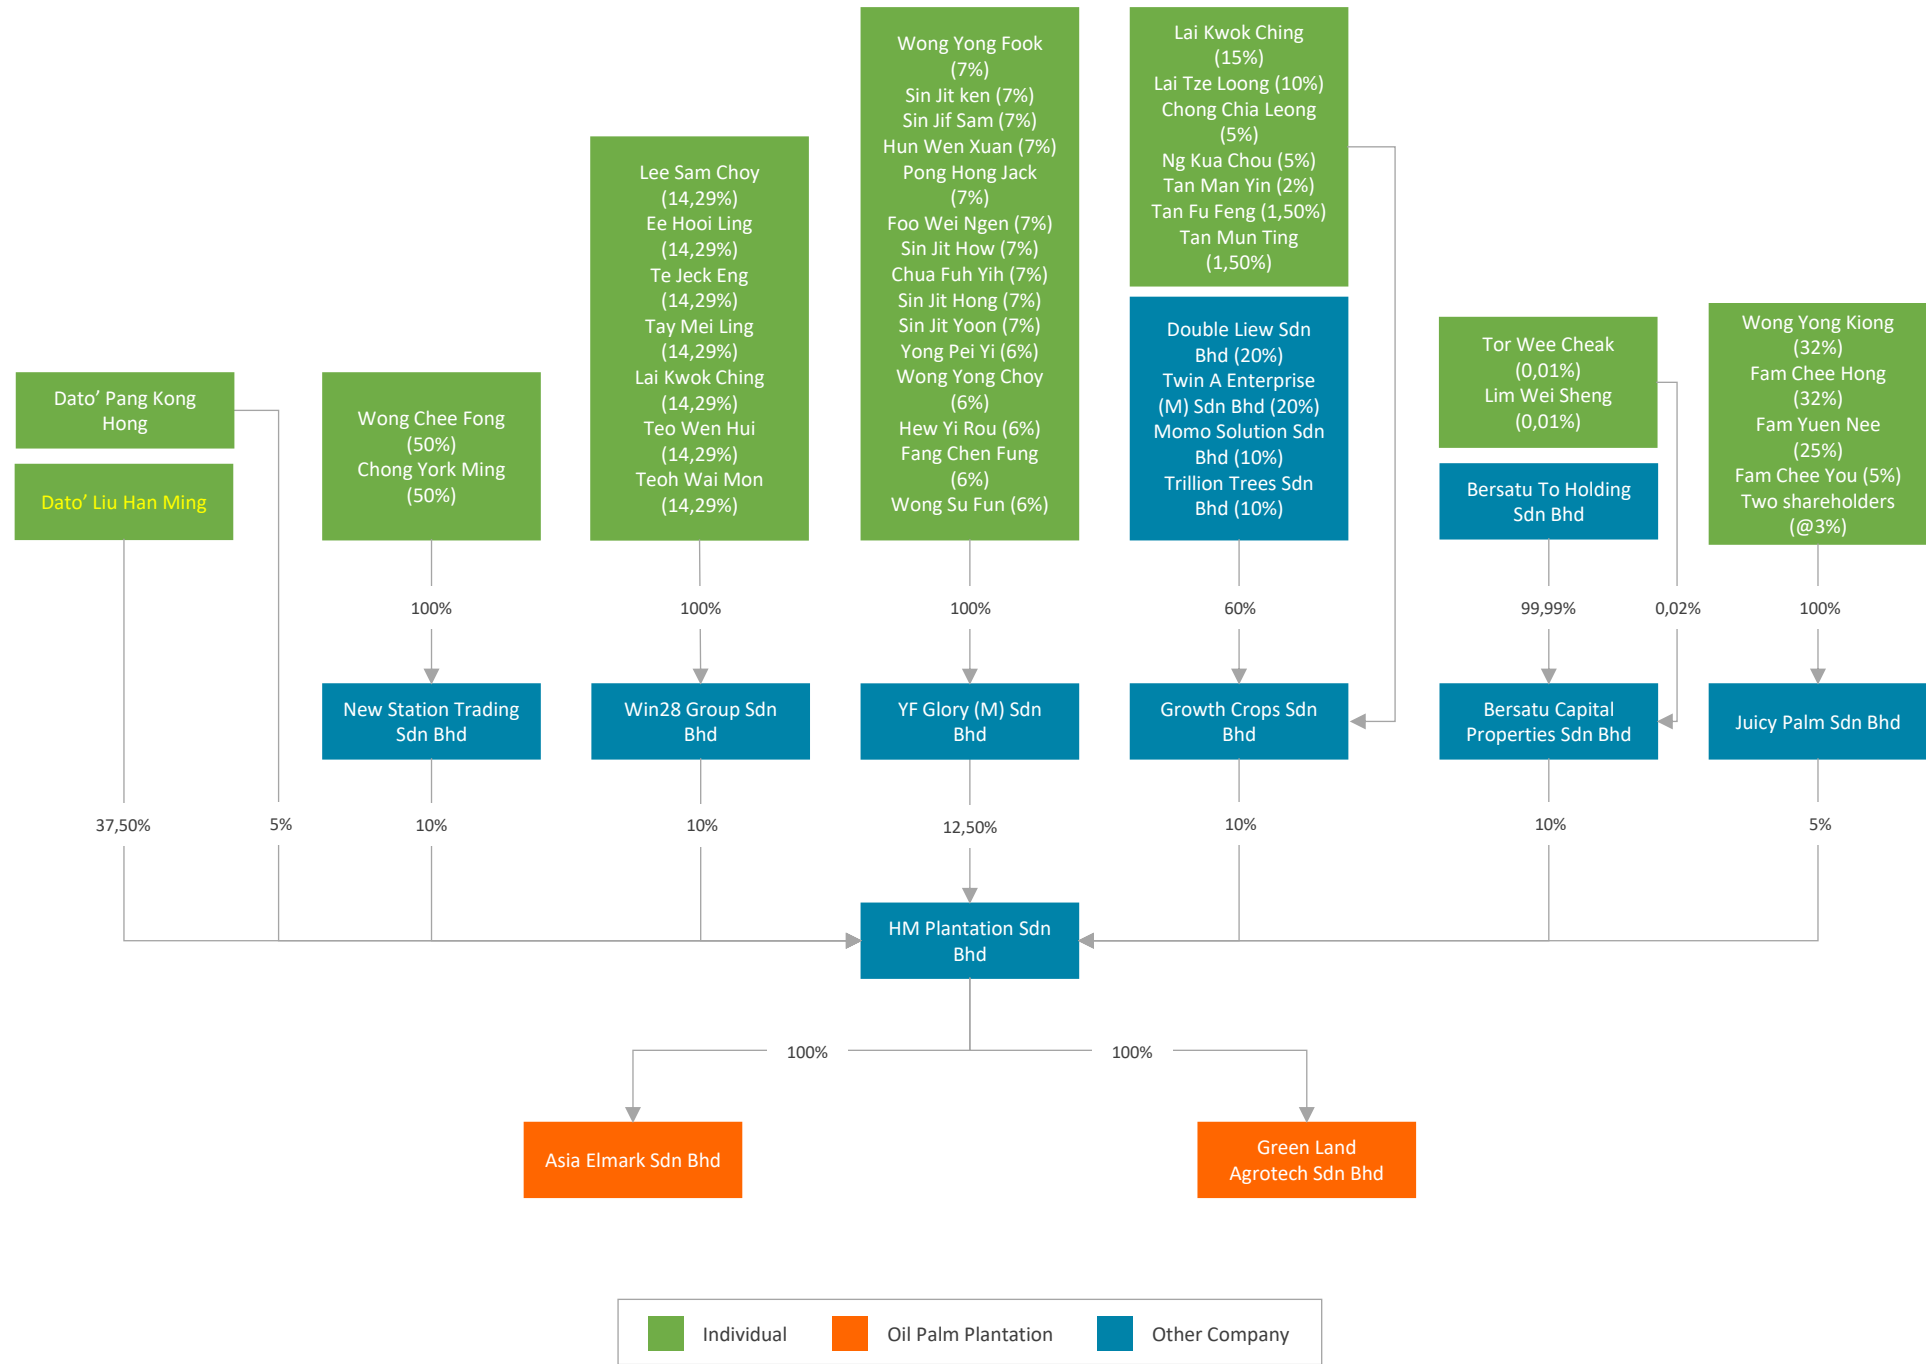 Dato’ Pang Kong
Hong
Dato’ Liu Han Ming
Wong Chee Fong
(50%)
Chong York Ming
(50%)
Lee Sam Choy
(14,29%)
Ee Hooi Ling
(14,29%)
Te Jeck Eng
(14,29%)
Tay Mei Ling
(14,29%)
Lai Kwok Ching
(14,29%)
Teo Wen Hui
(14,29%)
Teoh Wai Mon
(14,29%)
Wong Yong Fook
(7%)
Sin Jit ken (7%)
Sin Jif Sam (7%)
Hun Wen Xuan (7%)
Pong Hong Jack
(7%)
Foo Wei Ngen (7%)
Sin Jit How (7%)
Chua Fuh Yih (7%)
Sin Jit Hong (7%)
Sin Jit Yoon (7%)
Yong Pei Yi (6%)
Wong Yong Choy
(6%)
Hew Yi Rou (6%)
Fang Chen Fung
(6%)
Wong Su Fun (6%)
Lai Kwok Ching
(15%)
Lai Tze Loong (10%)
Chong Chia Leong
(5%)
Ng Kua Chou (5%)
Tan Man Yin (2%)
Tan Fu Feng (1,50%)
Tan Mun Ting
(1,50%)
Double Liew Sdn
Bhd (20%)
Twin A Enterprise
(M) Sdn Bhd (20%)
Momo Solution Sdn
Bhd (10%)
Trillion Trees Sdn
Bhd (10%)
Tor Wee Cheak
(0,01%)
Lim Wei Sheng
(0,01%)
Bersatu To Holding
Sdn Bhd
Wong Yong Kiong
(32%)
Fam Chee Hong
(32%)
Fam Yuen Nee
(25%)
Fam Chee You (5%)
Two shareholders
(@3%)
100%
100%
100%
60%
99,99%
0,02%
100%
New Station Trading
Sdn Bhd
Win28 Group Sdn
Bhd
YF Glory (M) Sdn
Bhd
Growth Crops Sdn
Bhd
Bersatu Capital
Properties Sdn Bhd
Juicy Palm Sdn Bhd
37,50%
5%
10%
10%
12,50%
10%
10%
5%
HM Plantation Sdn
Bhd
100%
100%
Asia Elmark Sdn Bhd
Green Land
Agrotech Sdn Bhd
Individual
Oil Palm Plantation
Other Company